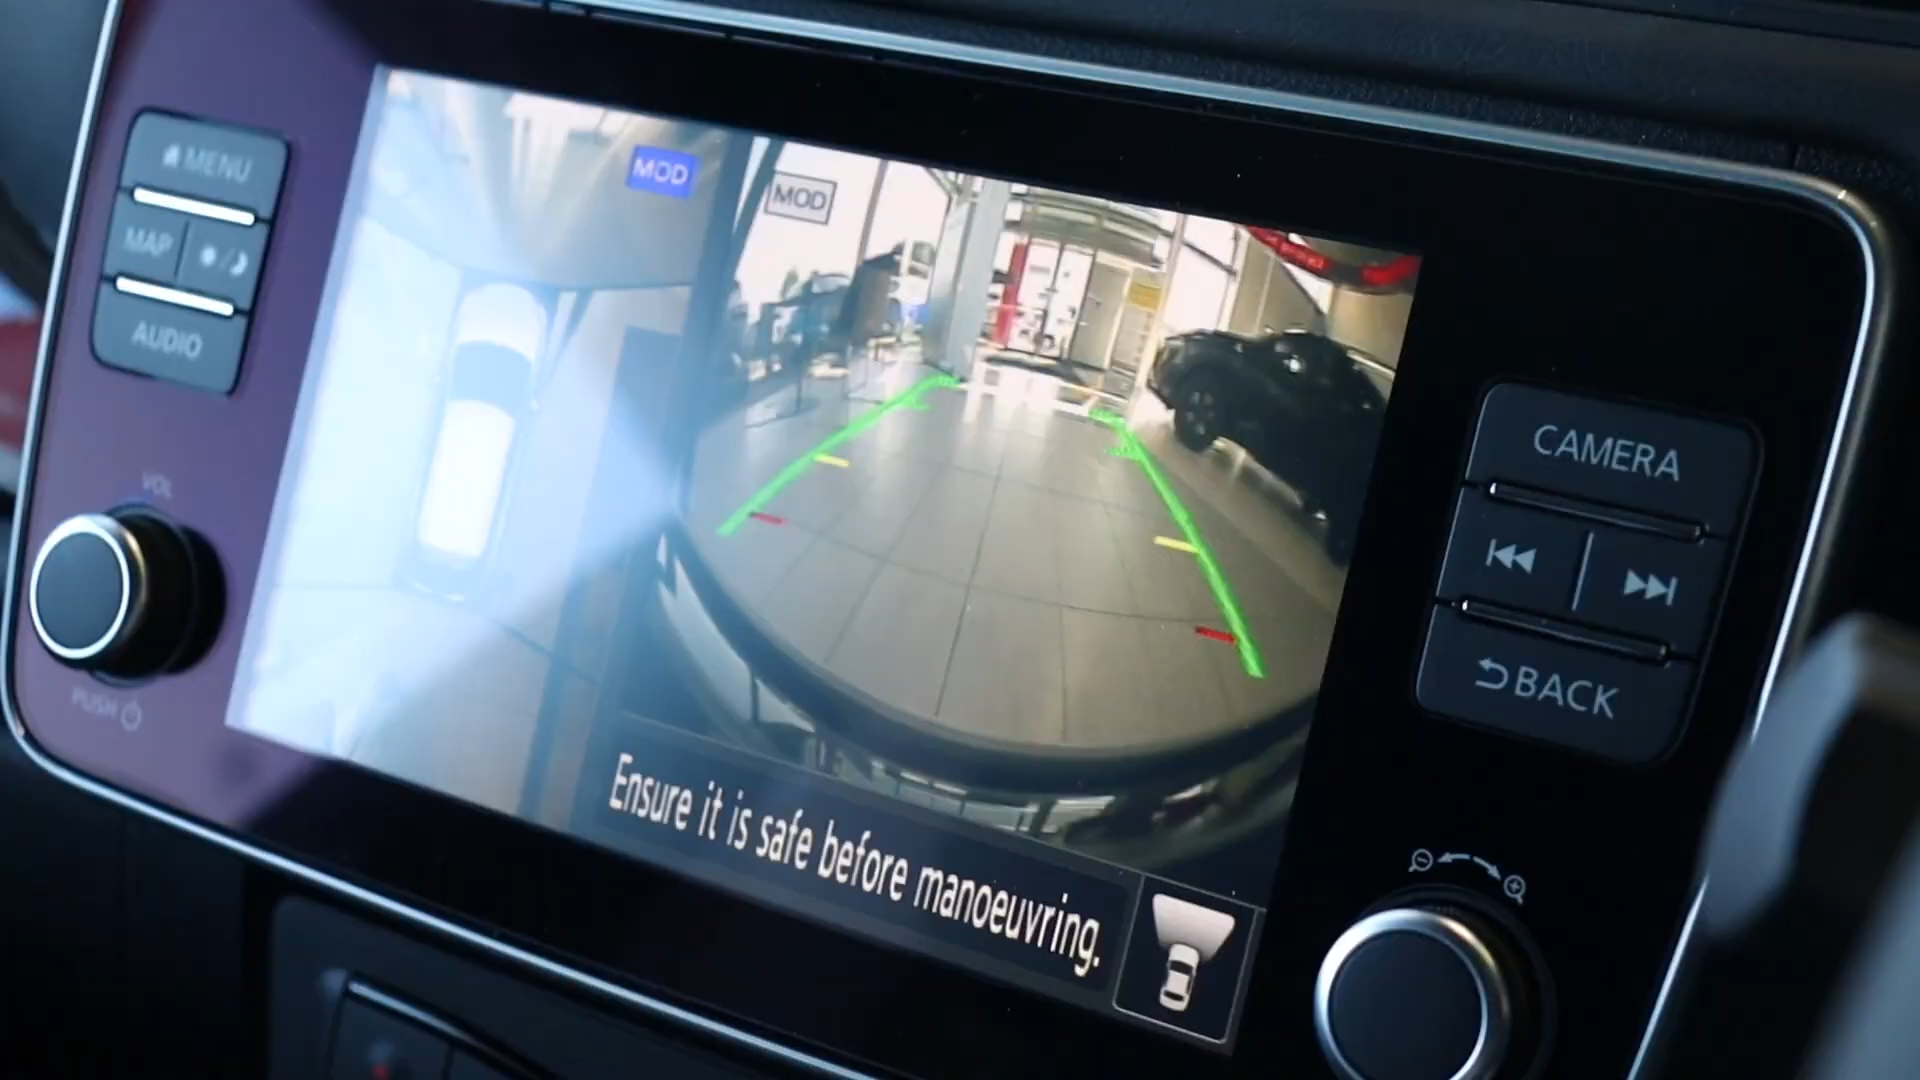 MENU
MAP
AUDIO
VOL
PUSH
MOD
MOD
Ensure it is safe before manoeuvring.
CAMERA
BACK